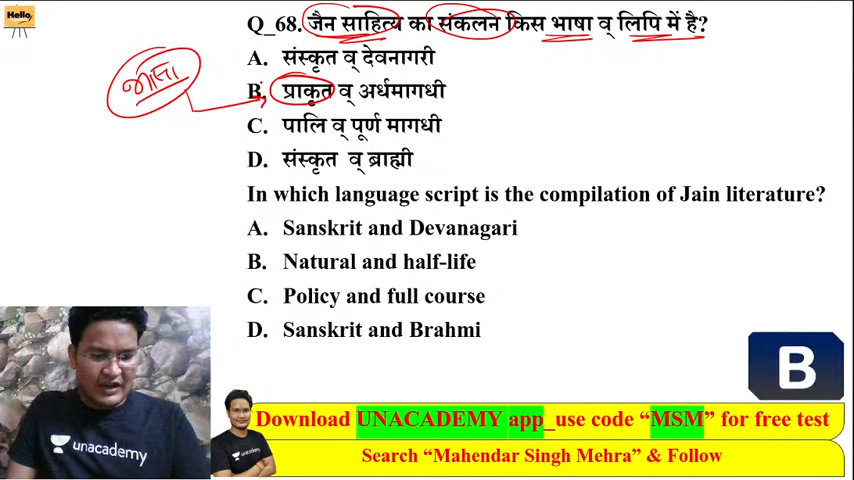 Hello
Q_68. जैन साहित्य का संकलन किस भाषा व् लिपि में है?
A. संस्कृत व् देवनागरी
भाषा
B. प्राकृत व् अर्धमागधी
C. पालि व् पूर्ण मागधी
D. संस्कृत व् ब्राह्मी
In which language script is the compilation of Jain literature?
A. Sanskrit and Devanagari
B. Natural and half-life
C. Policy and full course
D. Sanskrit and Brahmi
B
unacademy
Download UNACADEMY app_use code “MSM” for free test
unacademy
Search “Mahendar Singh Mehra” & Follow